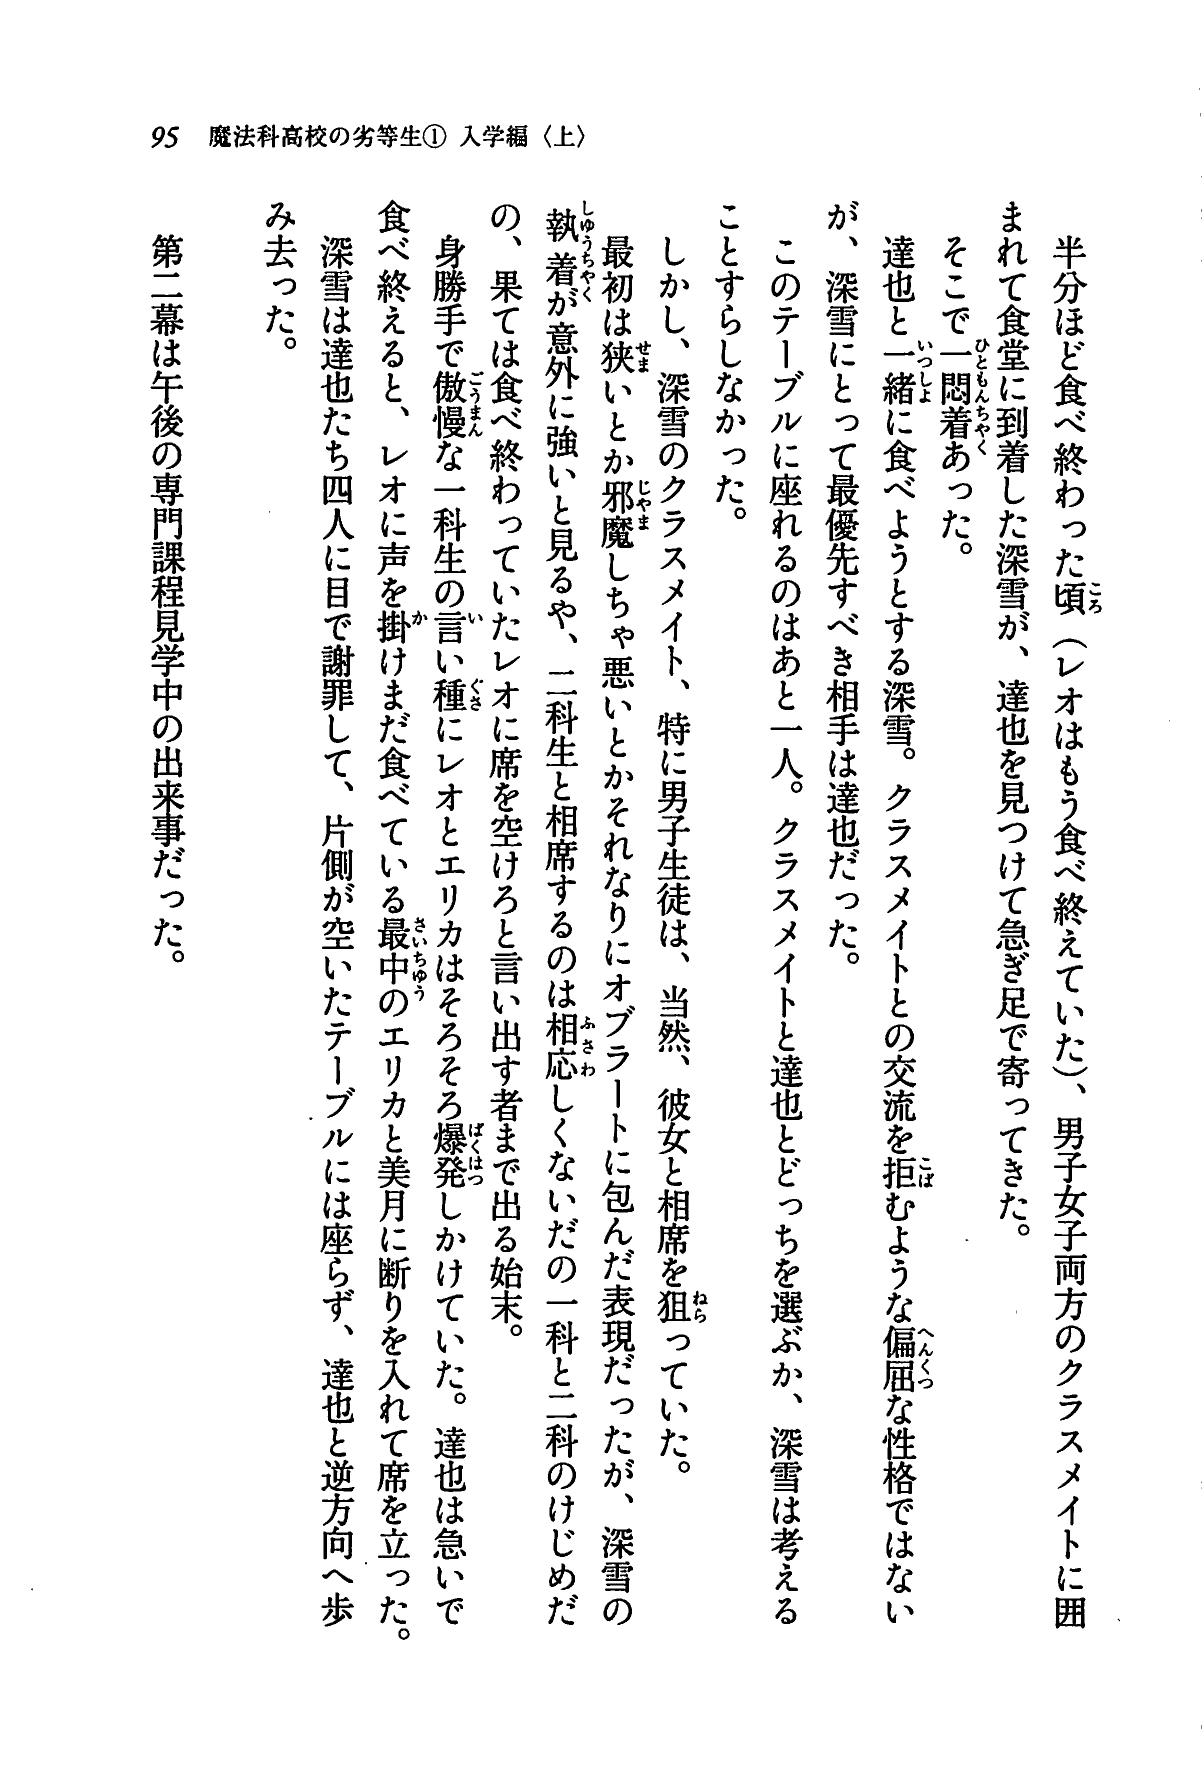 95 魔法科高校の劣等生① 入学編〈上〉
半分ほど食べ終わった頃（レオはもう食べ終えていた）、男子女子両方のクラスメイトに囲
まれて食堂に到着した深雪が、達也を見つけて急ぎ足で寄ってきた。
そこで一悶着あった。
達也と一緒に食べようとする深雪。クラスメイトとの交流を拒むような偏屈な性格ではない
が、深雪にとって最優先すべき相手は達也だった。
このテーブルに座れるのはあと一人。クラスメイトと達也とどっちを選ぶか、深雪は考える
ことすらしなかった。
しかし、深雪のクラスメイト、特に男子生徒は、当然、彼女と相席を狙っていた。
最初は狭いとか邪魔しちゃ悪いとかそれなりにオブラートに包んだ表現だったが、深雪の
執着が意外に強いと見るや、二科生と相席するのは相応しくないだの一科と二科のけじめだ
の、果ては食べ終わっていたレオに席を空けろと言い出す者まで出る始末。
身勝手で傲慢な一科生の言い種にレオとエリカはそろそろ爆発しかけていた。達也は急いで
食べ終えると、レオに声を掛けまだ食べている最中のエリカと美月に断りを入れて席を立った。
深雪は達也たち四人に目で謝罪して、片側が空いたテーブルには座らず、達也と逆方向へ歩
み去った。
第二幕は午後の専門課程見学中の出来事だった。